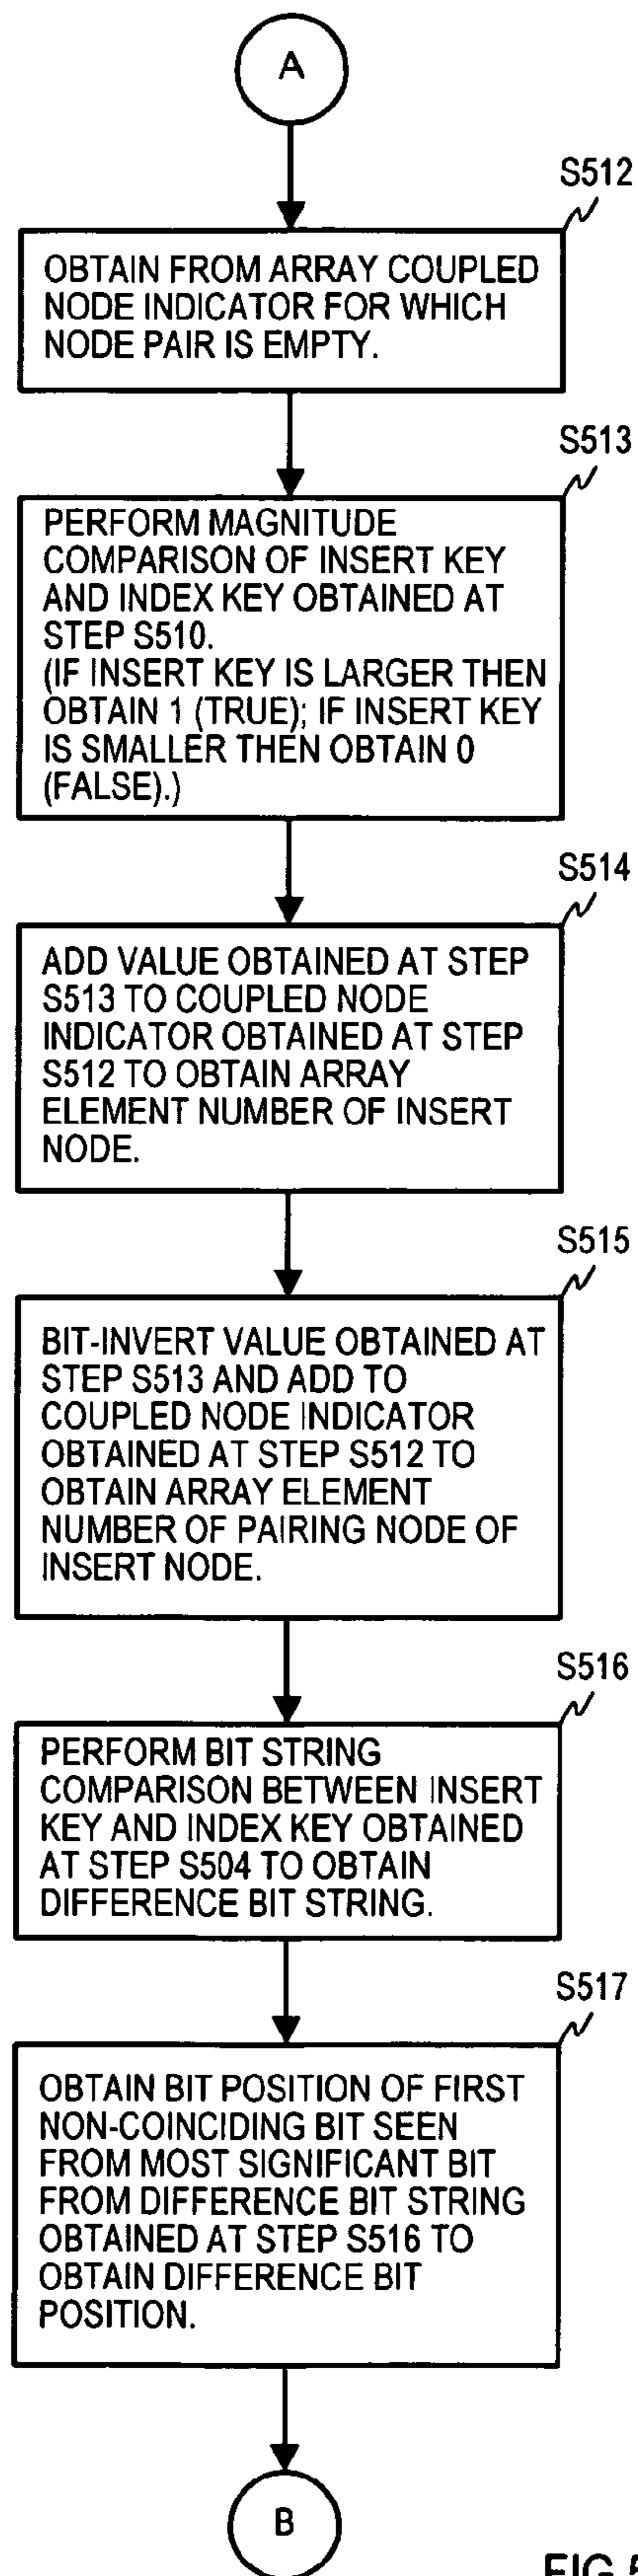 A
S512
OBTAIN FROM ARRAY COUPLED
NODE INDICATOR FOR WHICH
NODE PAIR IS EMPTY.
S513
PERFORM MAGNITUDE
COMPARISON OF INSERT KEY
AND INDEX KEY OBTAINED AT
STEP S510.
(IF INSERT KEY IS LARGER THEN
OBTAIN 1 (TRUE); IF INSERT KEY
IS SMALLER THEN OBTAIN 0
(FALSE).)
S514
ADD VALUE OBTAINED AT STEP
S513 TO COUPLED NODE
INDICATOR OBTAINED AT STEP
S512 TO OBTAIN ARRAY
ELEMENT NUMBER OF INSERT
NODE.
S515
BIT-INVERT VALUE OBTAINED AT
STEP S513 AND ADD TO
COUPLED NODE INDICATOR
OBTAINED AT STEP S512 TO
OBTAIN ARRAY ELEMENT
NUMBER OF PAIRING NODE OF
INSERT NODE.
S516
PERFORM BIT STRING
COMPARISON BETWEEN INSERT
KEY AND INDEX KEY OBTAINED
AT STEP S504 TO OBTAIN
DIFFERENCE BIT STRING.
S517
OBTAIN BIT POSITION OF FIRST
NON-COINCIDING BIT SEEN
FROM MOST SIGNIFICANT BIT
FROM DIFFERENCE BIT STRING
OBTAINED AT STEP S516 TO
OBTAIN DIFFERENCE BIT
POSITION.
B